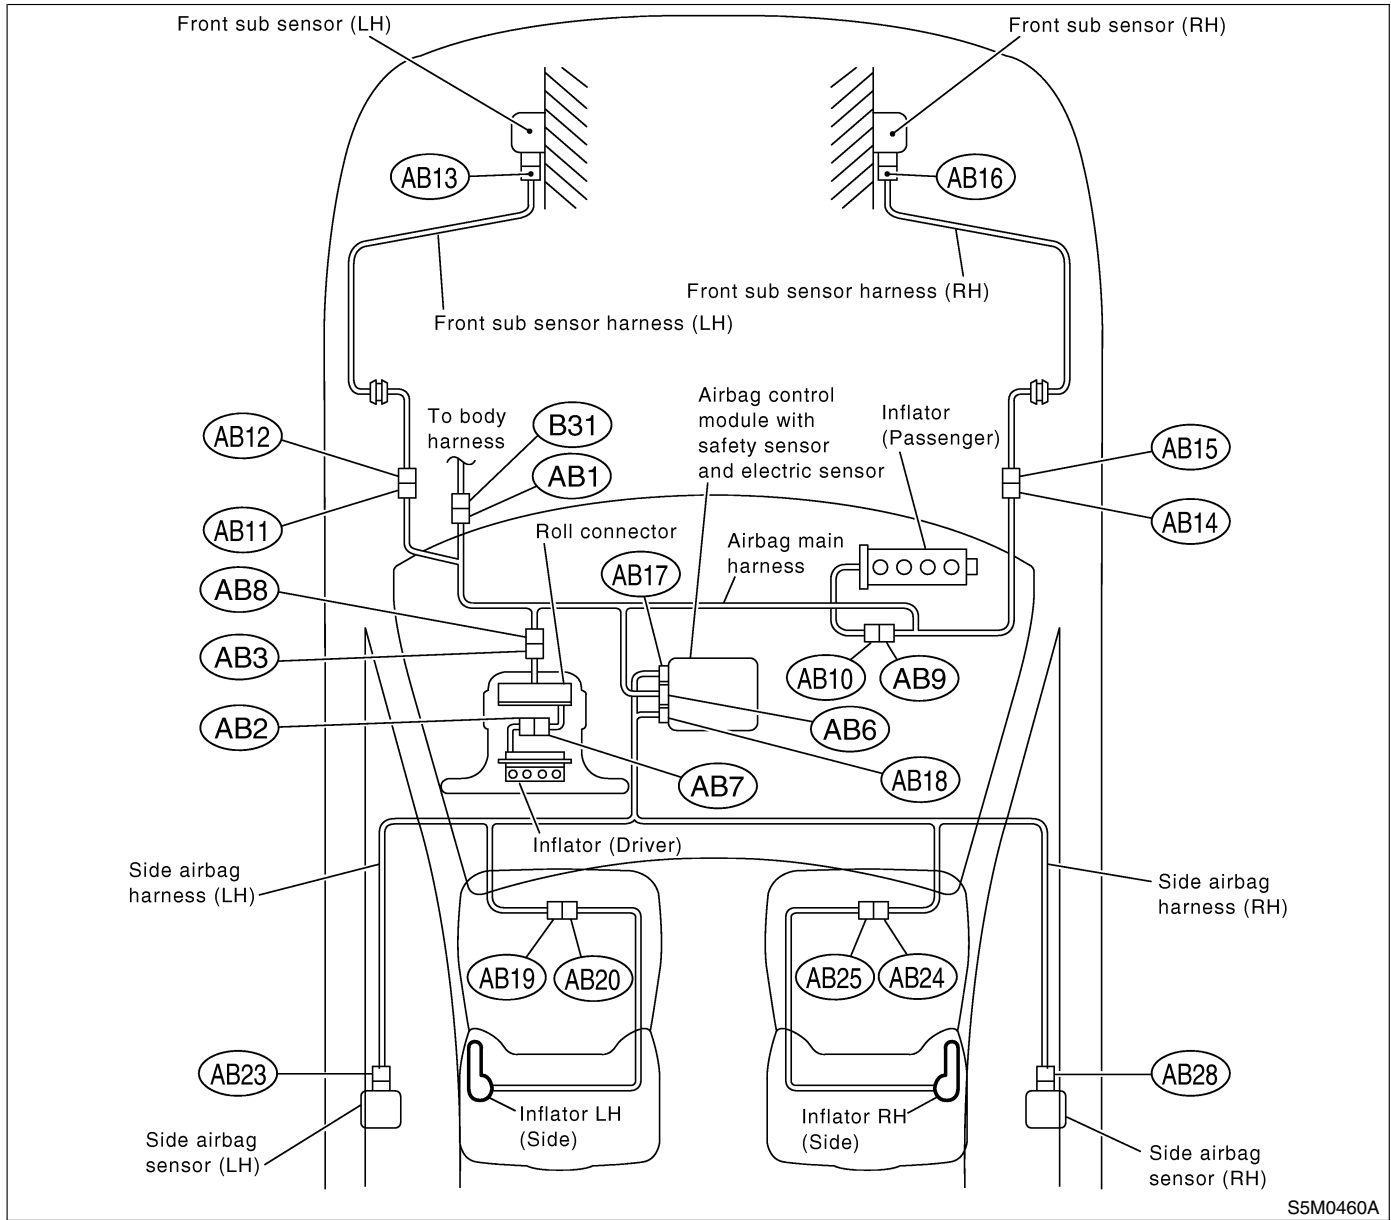 Front sub sensor (LH)
Front sub sensor (RH)
AB13
AB16
Front sub sensor harness (RH)
Front sub sensor harness (LH)
Airbag control
module with
safety sensor
and electric sensor
Inflator
(Passenger)
To body
harness
B31
AB12
AB15
AB1
AB11
AB14
Roll connector
Airbag main
harness
AB17
AB8
AB3
AB10
AB9
AB2
AB6
AB7
AB18
Inflator (Driver)
Side airbag
harness (LH)
Side airbag
harness (RH)
AB19
AB20
AB25
AB24
AB23
AB28
Inflator LH
(Side)
Inflator RH
(Side)
Side airbag
sensor (LH)
Side airbag
sensor (RH)
S5M0460A